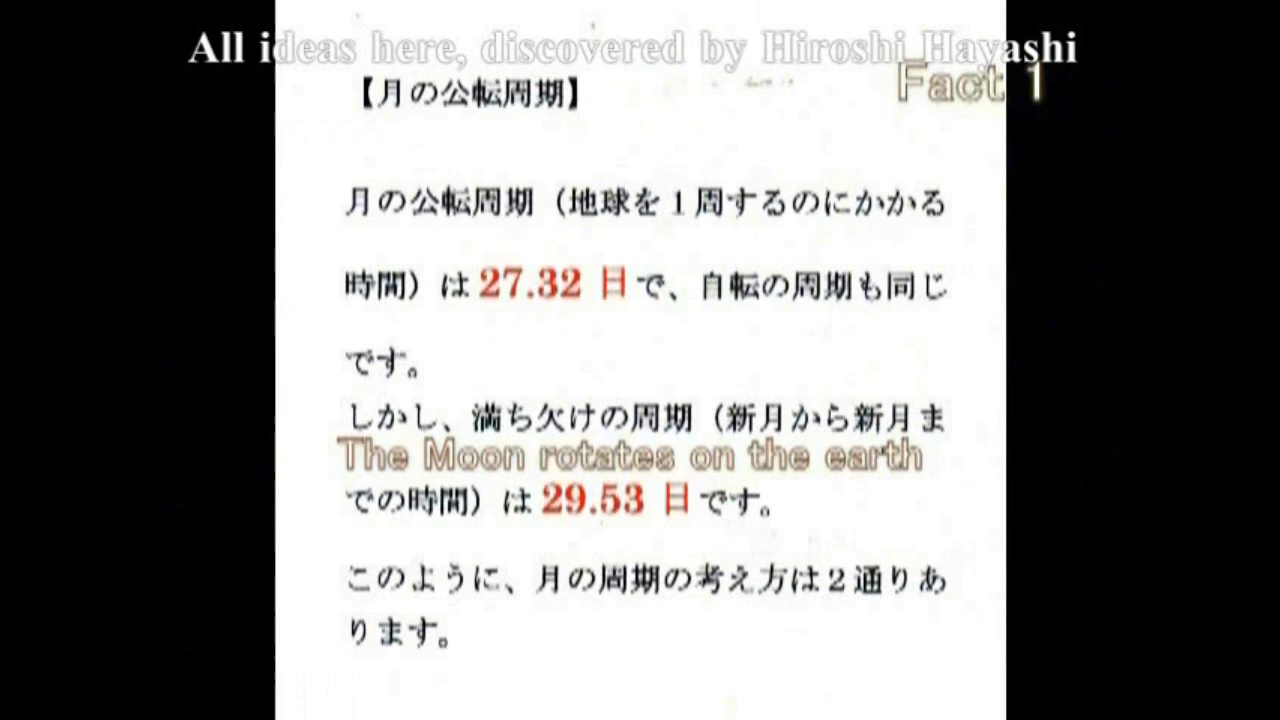 All ideas here, discovered by Hiroshi Hayashi
Fact 1
【月の公転周期】
月の公転周期（地球を１周するのにかかる
時間）は27.32 日で、自転の周期も同じ
です。
しかし、満ち欠けの周期（新月から新月ま
The Moon rotates on the earth
での時間）は29.53 日です。
このように、月の周期の考え方は２通りあ
ります。